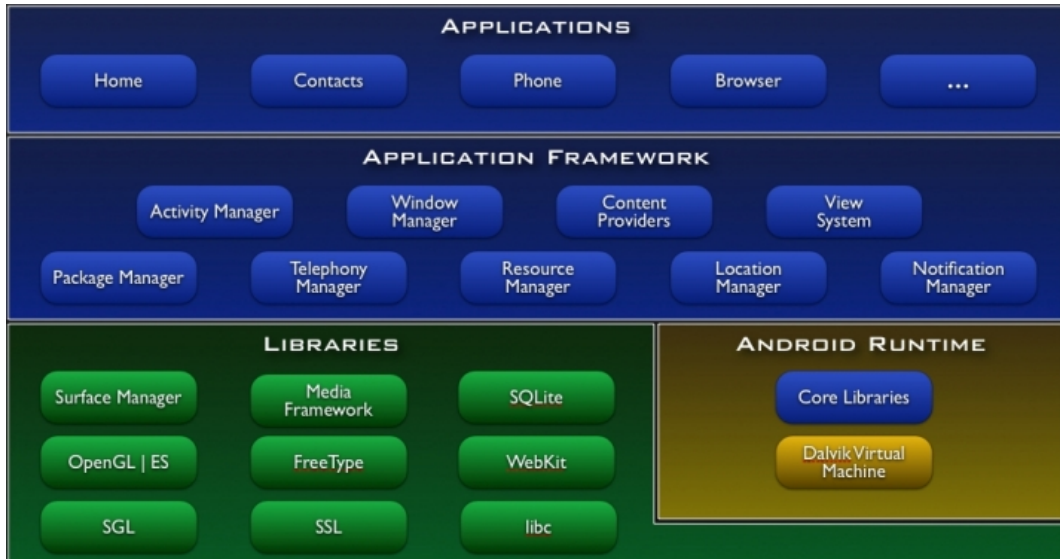 APPLICATIONS
Home
Contacts
Phone
Browser
...
APPLICATION FRAMEWORK
Activity Manager
Window
Manager
Content
Providers
View
System
Package Manager
Telephony
Manager
Resource
Manager
Location
Manager
Notification
Manager
LIBRARIES
Surface Manager
Media
Framework
SQLite
OpenGL | ES
FreeType
WebKit
SGL
SSL
libc
ANDROID RUNTIME
Core Libraries
Dalvik Virtual
Machine